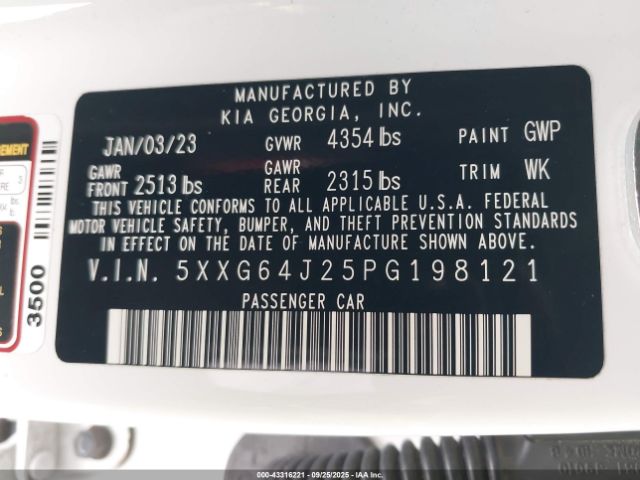 MANUFACTURED BY
KIA GEORGIA, INC.
JAN/03/23 GVWR 4354 lbs PAINT GWP
GAWR FRONT 2513 lbs GAWR REAR 2315 lbs TRIM WK
THIS VEHICLE CONFORMS TO ALL APPLICABLE U.S.A. FEDERAL
MOTOR VEHICLE SAFETY, BUMPER, AND THEFT PREVENTION STANDARDS
IN EFFECT ON THE DATE OF MANUFACTURE SHOWN ABOVE.
V.I.N. 5XXG64J25PG198121
PASSENGER CAR
3500
000-43316221 - 09/25/2025 - IAA Inc.